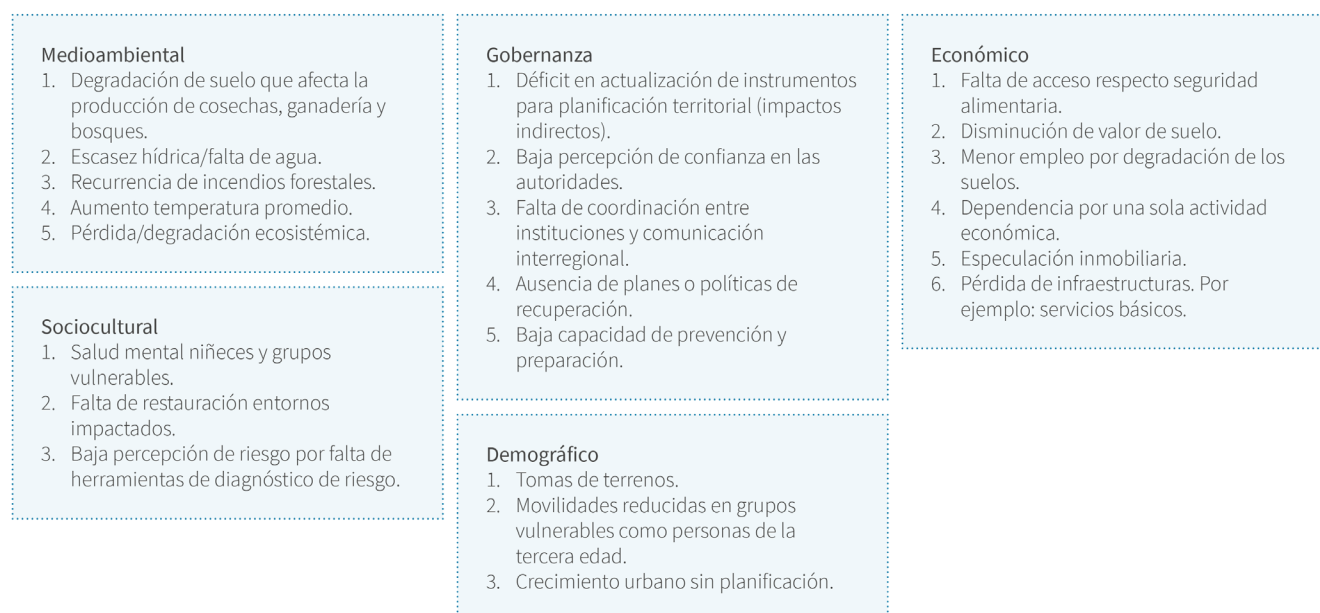 Medioambiental
1. Degradación de suelo que afecta la
producción de cosechas, ganadería y
bosques.
2. Escasez hídrica/falta de agua.
3. Recurrencia de incendios forestales.
4. Aumento temperatura promedio.
5. Pérdida/degradación ecosistémica.
Sociocultural
1. Salud mental niñeces y grupos
vulnerables.
2. Falta de restauración entornos
impactados.
3. Baja percepción de riesgo por falta de
herramientas de diagnóstico de riesgo.
Gobernanza
1. Déficit en actualización de instrumentos
para planificación territorial (impactos
indirectos).
2. Baja percepción de confianza en las
autoridades.
3. Falta de coordinación entre
instituciones y comunicación
interregional.
4. Ausencia de planes o políticas de
recuperación.
5. Baja capacidad de prevención y
preparación.
Demográfico
1. Tomas de terrenos.
2. Movilidades reducidas en grupos
vulnerables como personas de la
tercera edad.
3. Crecimiento urbano sin planificación.
Económico
1. Falta de acceso respecto seguridad
alimentaria.
2. Disminución de valor de suelo.
3. Menor empleo por degradación de los
suelos.
4. Dependencia por una sola actividad
económica.
5. Especulación inmobiliaria.
6. Pérdida de infraestructuras. Por
ejemplo: servicios básicos.